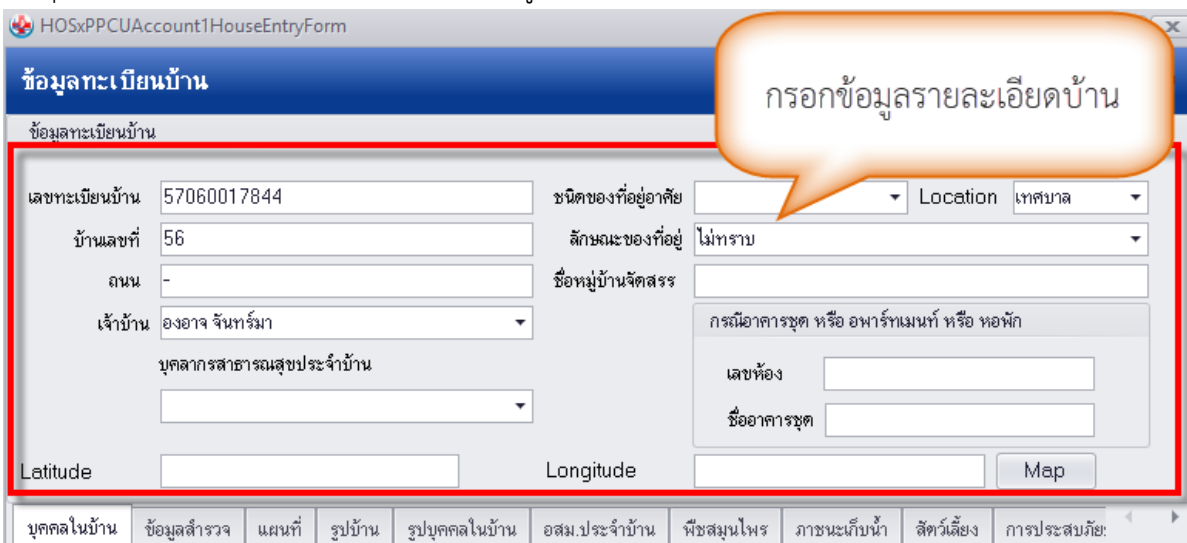 HOSxPPCUAccount1HouseEntryForm
ข้อมูลทะเบียนบ้าน
กรอกข้อมูลรายละเอียดบ้าน
ข้อมูลทะเบียนบ้าน
เลขทะเบียนบ้าน 57060017844 ชนิดของที่อยู่อาศัย Location เทศบาล
บ้านเลขที่ 56 ลักษณะของที่อยู่ ไม่ทราบ
ถนน - ชื่อหมู่บ้านจัดสรร
เจ้าบ้าน องอาจ จันทร์มา กรณีอาคารชุด หรือ อพาร์ทเมนท์ หรือ หอพัก
บุคลากรสาธารณสุขประจำบ้าน
เลขห้อง
ชื่ออาคารชุด
Latitude Longitude Map
บุคคลในบ้าน ข้อมูลสำรวจ แผนที่ รูปบ้าน รูปบุคคลในบ้าน อสม.ประจำบ้าน พืชสมุนไพร ภาชนะเก็บน้ำ สัตว์เลี้ยง การประสบภัย